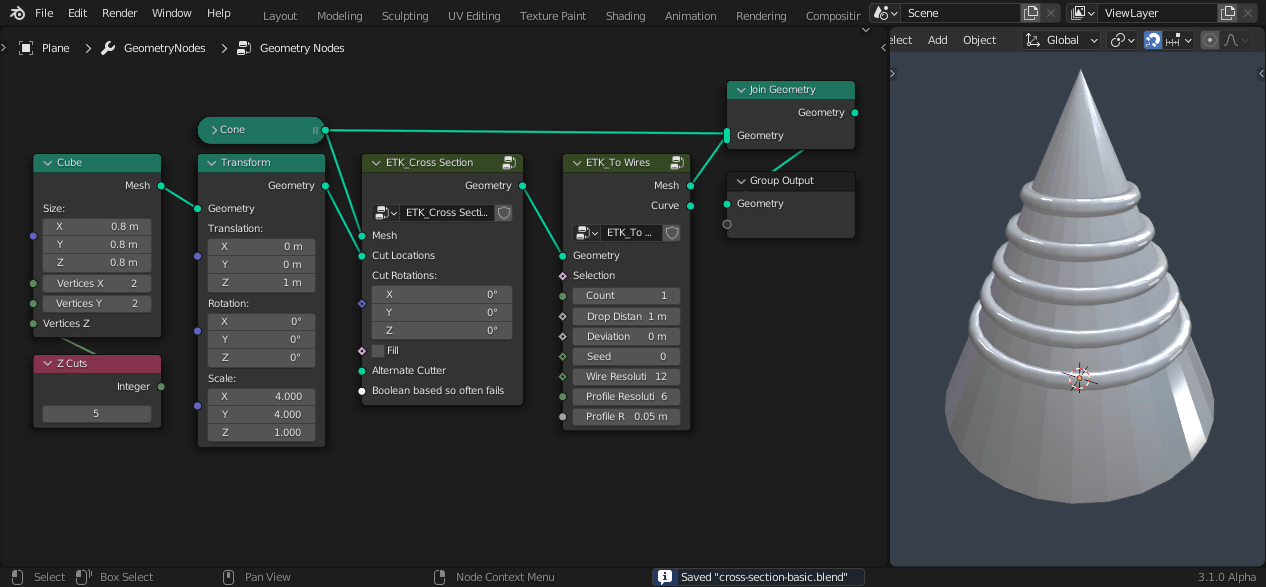 File Edit Render Window Help
Layout Modeling Sculpting UV Editing Texture Paint Shading Animation Rendering Compositin
Scene
ViewLayer
Plane GeometryNodes Geometry Nodes
elect Add Object Global
Join Geometry
Geometry
Geometry
Group Output
Geometry
Cone
Cube
Mesh
Size:
X 0.8 m
Y 0.8 m
Z 0.8 m
Vertices X 2
Vertices Y 2
Vertices Z
Z Cuts
Integer
5
Transform
Geometry
Geometry
Translation:
X 0 m
Y 0 m
Z 1 m
Rotation:
X 0°
Y 0°
Z 0°
Scale:
X 4.000
Y 4.000
Z 1.000
ETK_Cross Section
Geometry
ETK_Cross Secti...
Mesh
Cut Locations
Cut Rotations:
X 0°
Y 0°
Z 0°
Fill
Alternate Cutter
Boolean based so often fails
ETK_To Wires
Mesh
Curve
ETK_To ...
Geometry
Selection
Count 1
Drop Distan 1 m
Deviation 0 m
Seed 0
Wire Resoluti 12
Profile Resoluti 6
Profile R 0.05 m
Select Box Select Pan View Node Context Menu Saved "cross-section-basic.blend" 3.1.0 Alpha